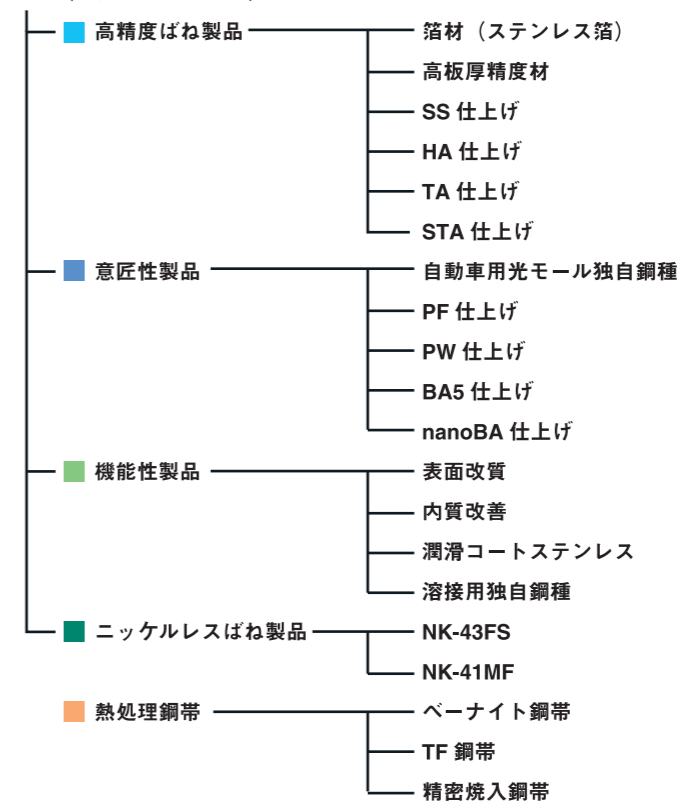 高精度ばね製品
箔材（ステンレス箔）
高板厚精度材
SS 仕上げ
HA 仕上げ
TA 仕上げ
STA 仕上げ
意匠性製品
自動車用光モール独自鋼種
PF 仕上げ
PW 仕上げ
BA5 仕上げ
nanoBA 仕上げ
機能性製品
表面改質
内質改善
潤滑コートステンレス
溶接用独自鋼種
ニッケルレスばね製品
NK-43FS
NK-41MF
熱処理鋼帯
ベーナイト鋼帯
TF 鋼帯
精密焼入鋼帯